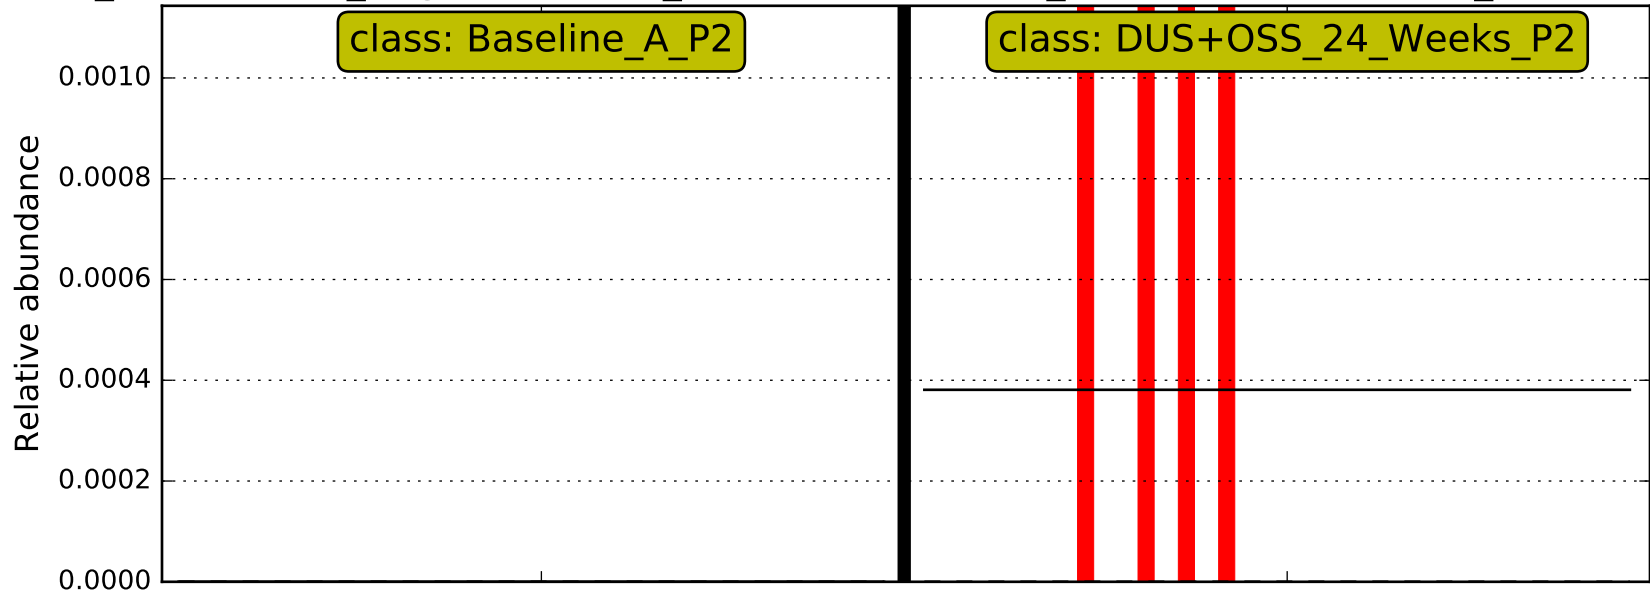 class: Baseline_A_P2
class: DUS+OSS_24_Weeks_P2
Relative abundance
0.0010
0.0008
0.0006
0.0004
0.0002
0.0000